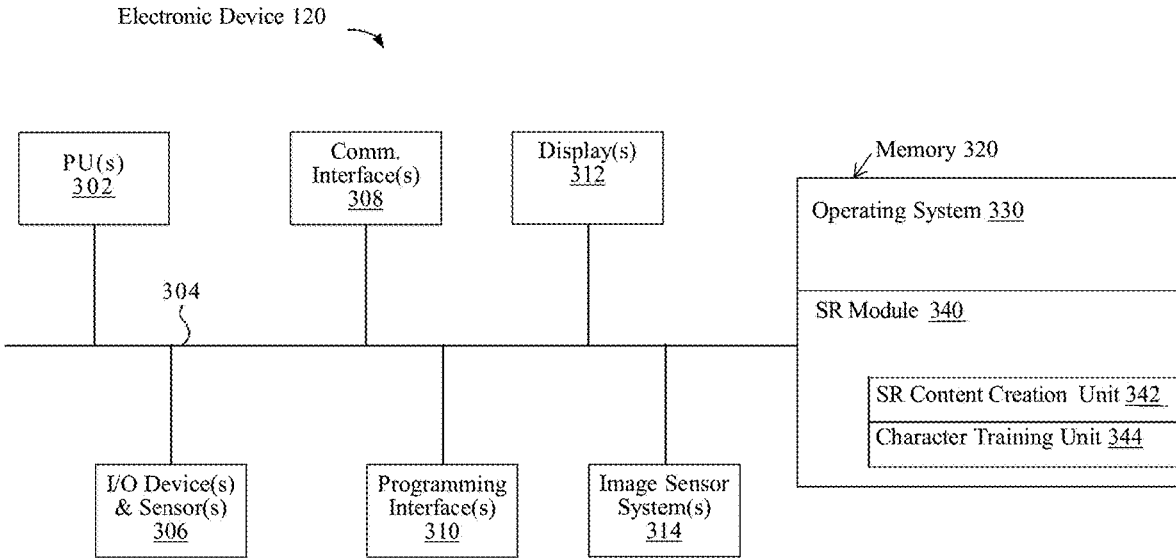 Electronic Device 120
PU(s)
302
Comm.
Interface(s)
308
Display(s)
312
Memory 320
Operating System 330
304
SR Module 340
SR Content Creation Unit 342
Character Training Unit 344
I/O Device(s)
& Sensor(s)
306
Programming
Interface(s)
310
Image Sensor
System(s)
314